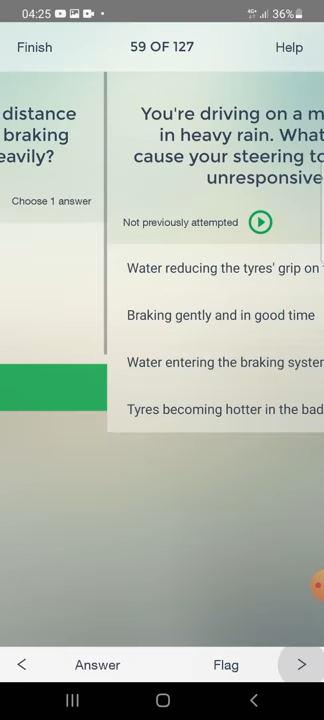 04:25
4G+
36%
Finish
59 OF 127
Help
distance
braking
eavily?
Choose 1 answer
You're driving on a m
in heavy rain. What
cause your steering to
unresponsive
Not previously attempted
Water reducing the tyres' grip on
Braking gently and in good time
Water entering the braking syster
Tyres becoming hotter in the bad
Answer
Flag